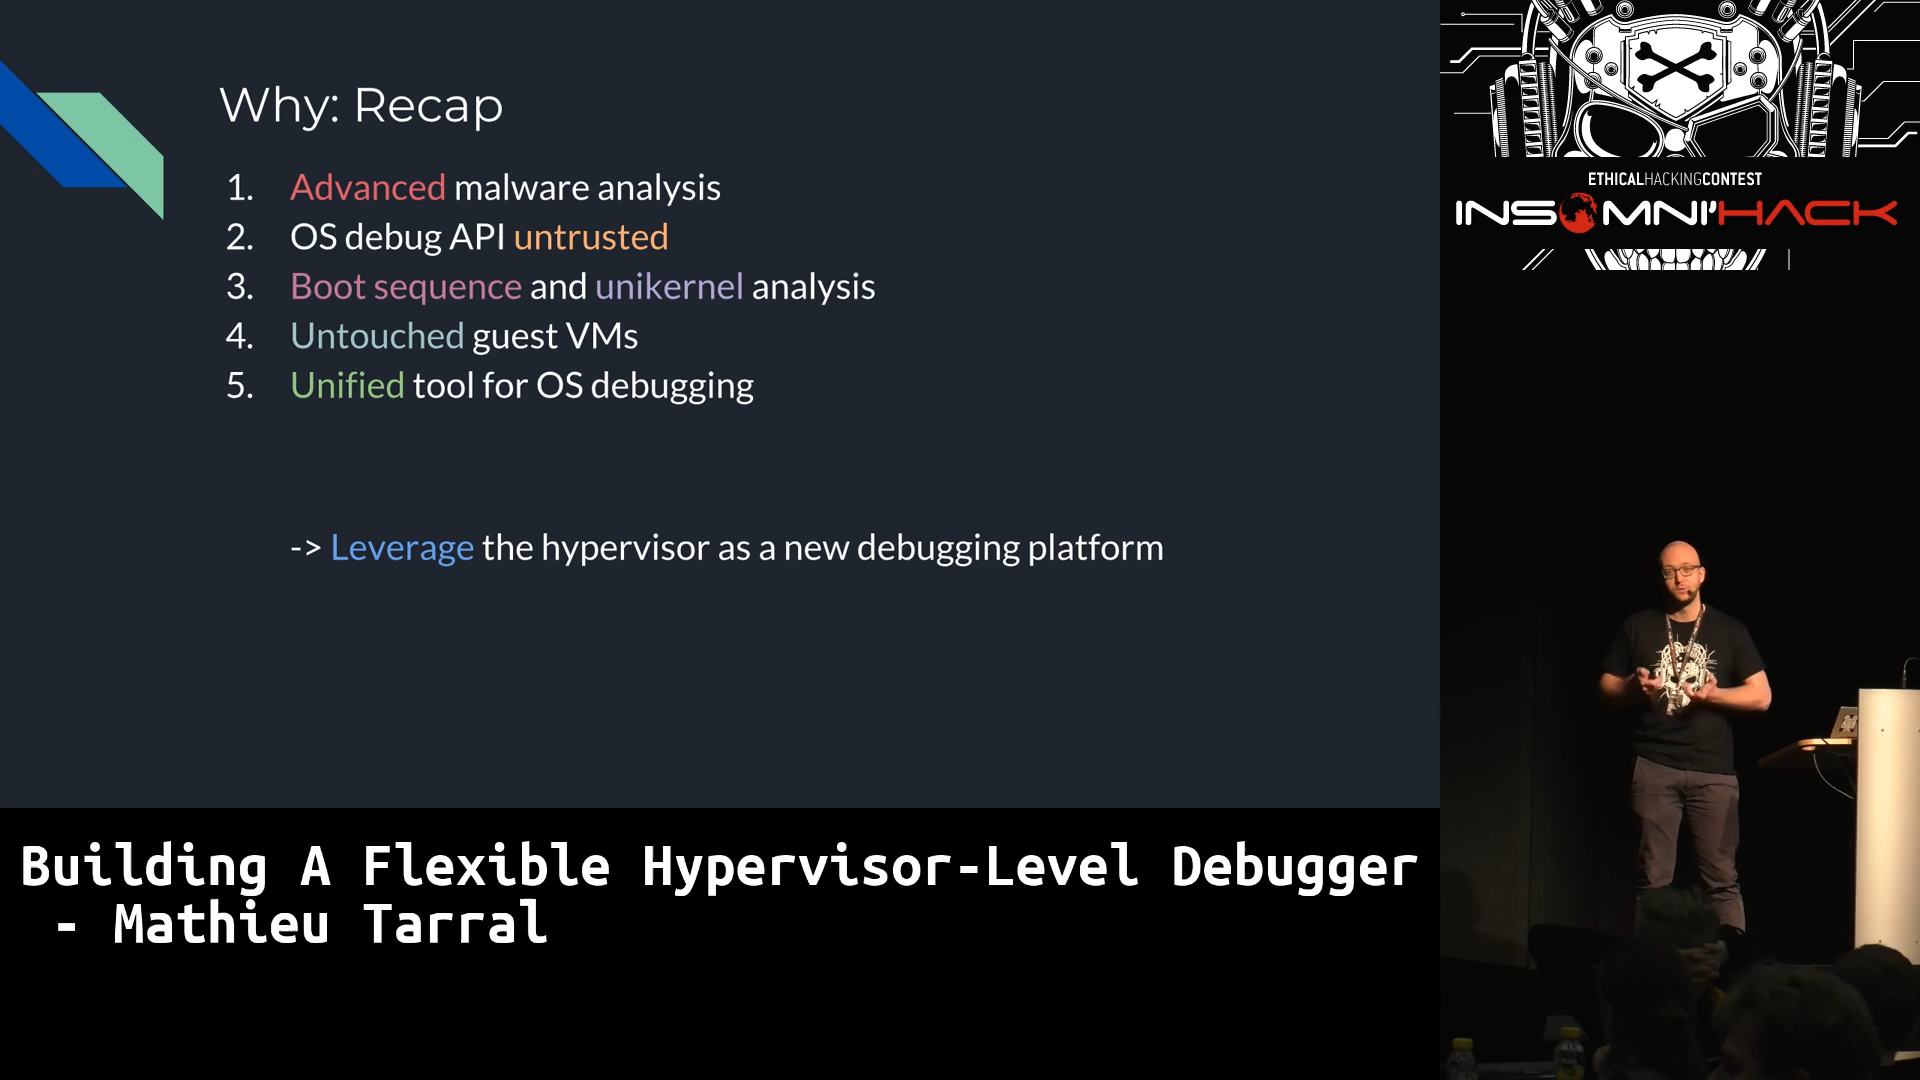 Why: Recap
1. Advanced malware analysis
2. OS debug API untrusted
3. Boot sequence and unikernel analysis
4. Untouched guest VMs
5. Unified tool for OS debugging
-> Leverage the hypervisor as a new debugging platform
ETHICALHACKINGCONTEST
INSOMNI'HACK
Building A Flexible Hypervisor-Level Debugger
- Mathieu Tarral